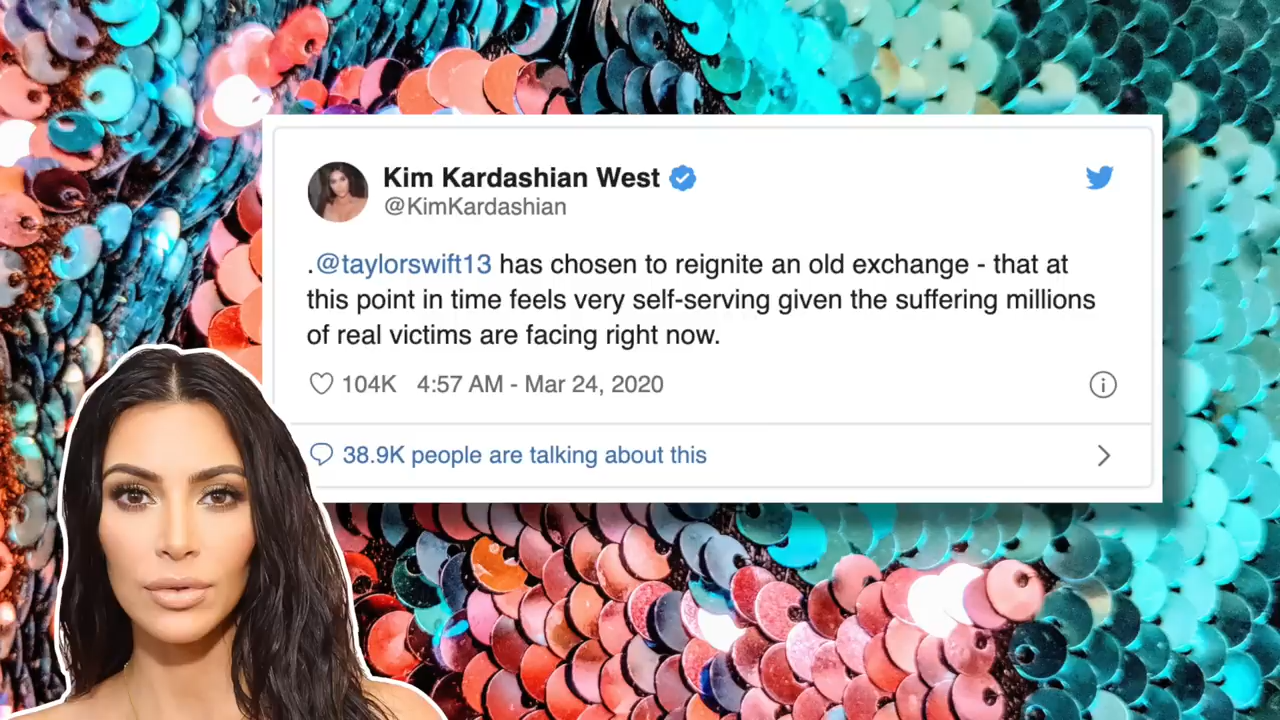 Kim Kardashian West
@KimKardashian
.@taylorswift13 has chosen to reignite an old exchange - that at
this point in time feels very self-serving given the suffering millions
of real victims are facing right now.
104K 4:57 AM - Mar 24, 2020
38.9K people are talking about this